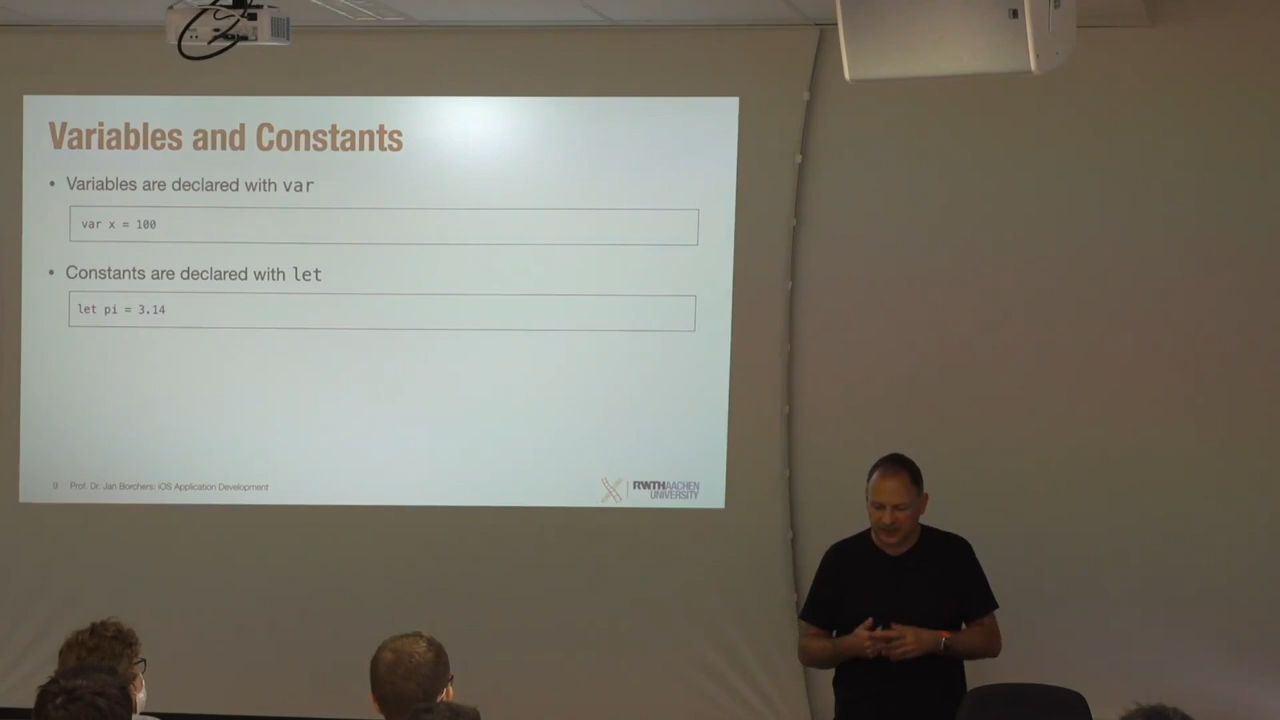 Variables and Constants
• Variables are declared with var
var x = 100
• Constants are declared with let
let pi = 3.14
9 Prof. Dr. Jan Borchers: iOS Application Development
RWTHAACHEN
UNIVERSITY